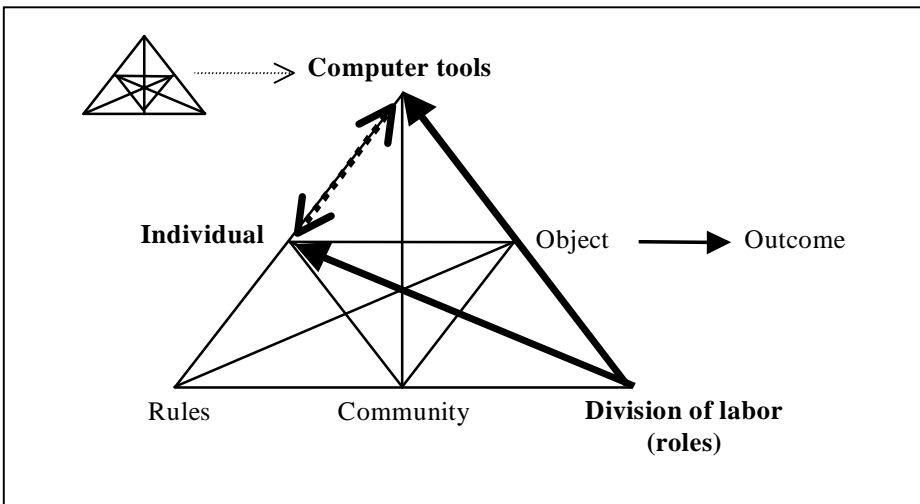 Computer tools
Individual
Object
Outcome
Rules
Community
Division of labor
(roles)